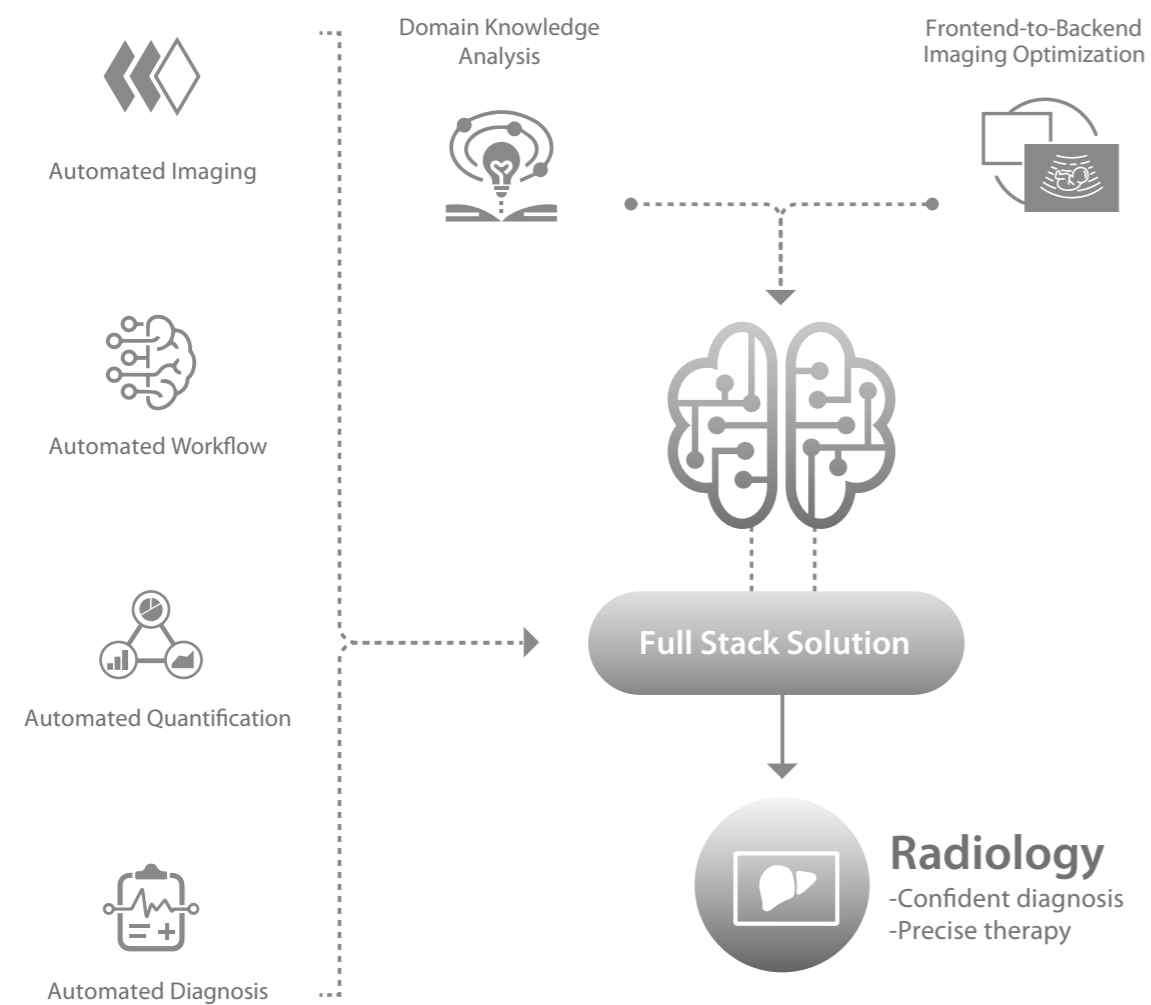 Domain Knowledge
Analysis
Frontend-to-Backend
Imaging Optimization
Automated Imaging
Automated Workflow
Automated Quantification
Automated Diagnosis
Full Stack Solution
Radiology
-Confident diagnosis
-Precise therapy